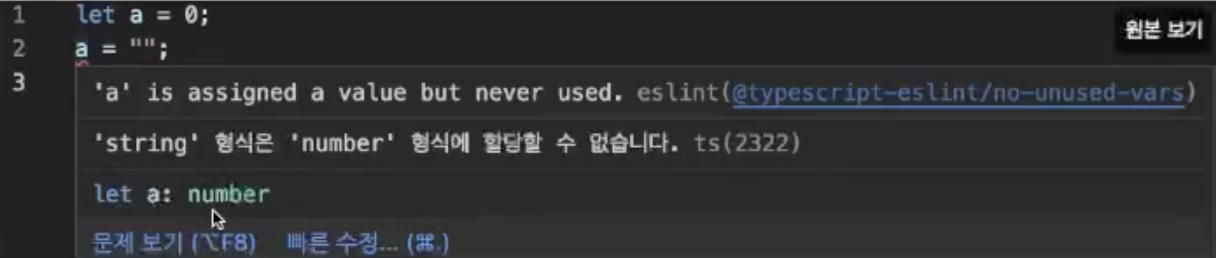 1 let a = 0;
원본 보기
2 a = "";
3
'a' is assigned a value but never used. eslint(@typescript-eslint/no-unused-vars)
'string' 형식은 'number' 형식에 할당할 수 없습니다. ts(2322)
let a: number
문제 보기 (⌥F8) 빠른 수정... (⌘.)